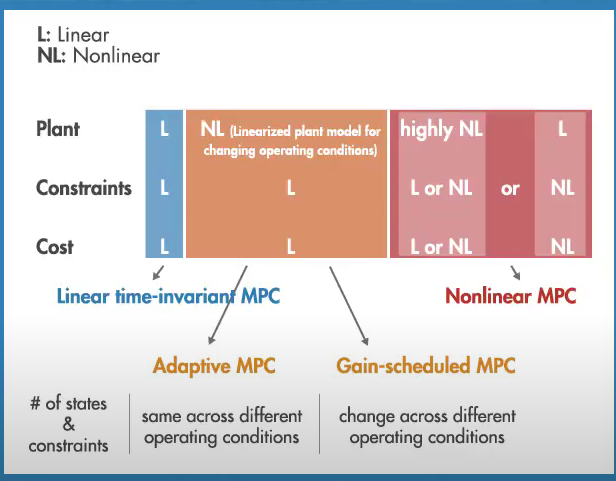 L: Linear
NL: Nonlinear
Plant L NL (Linearized plant model for changing operating conditions) highly NL L
Constraints L L L or NL or NL
Cost L L L or NL NL
Linear time-invariant MPC Nonlinear MPC
Adaptive MPC Gain-scheduled MPC
# of states & constraints
same across different operating conditions
change across different operating conditions